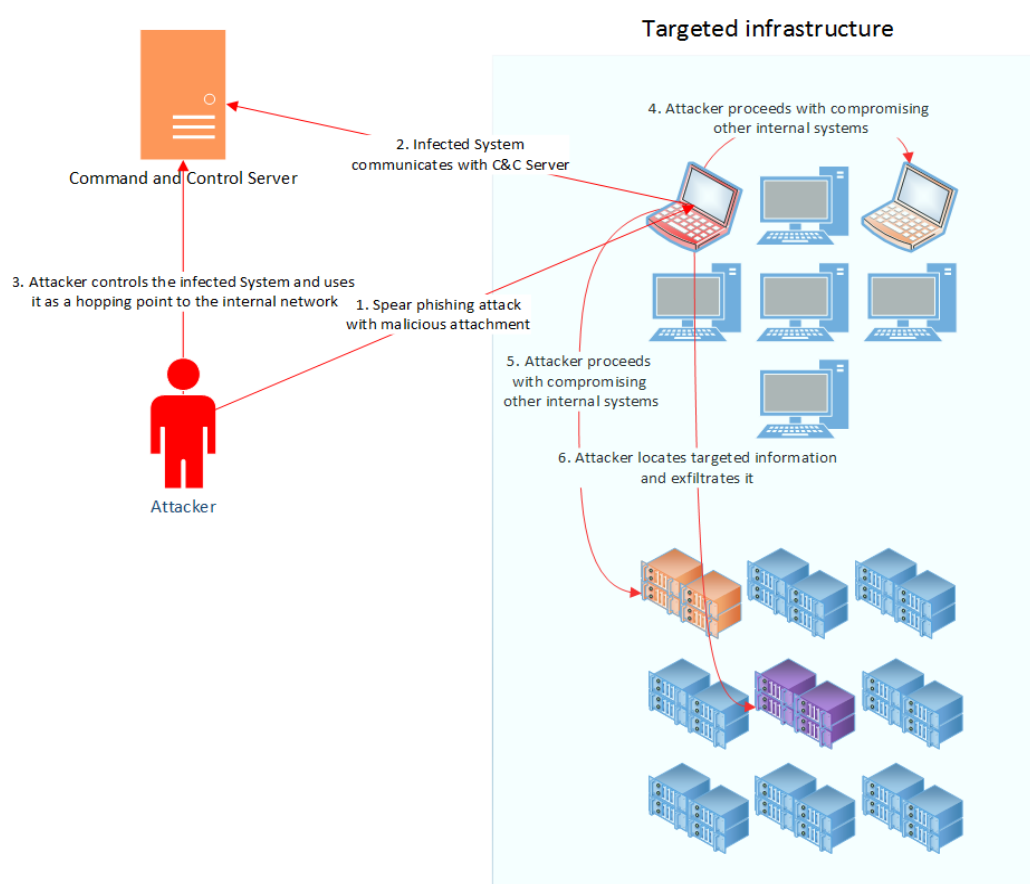 Targeted infrastructure
4. Attacker proceeds with compromising
other internal systems
2. Infected System
communicates with C&C Server
Command and Control Server
3. Attacker controls the infected System and uses
it as a hopping point to the internal network
1. Spear phishing attack
with malicious attachment
5. Attacker proceeds
with compromising
other internal systems
6. Attacker locates targeted information
and exfiltrates it
Attacker